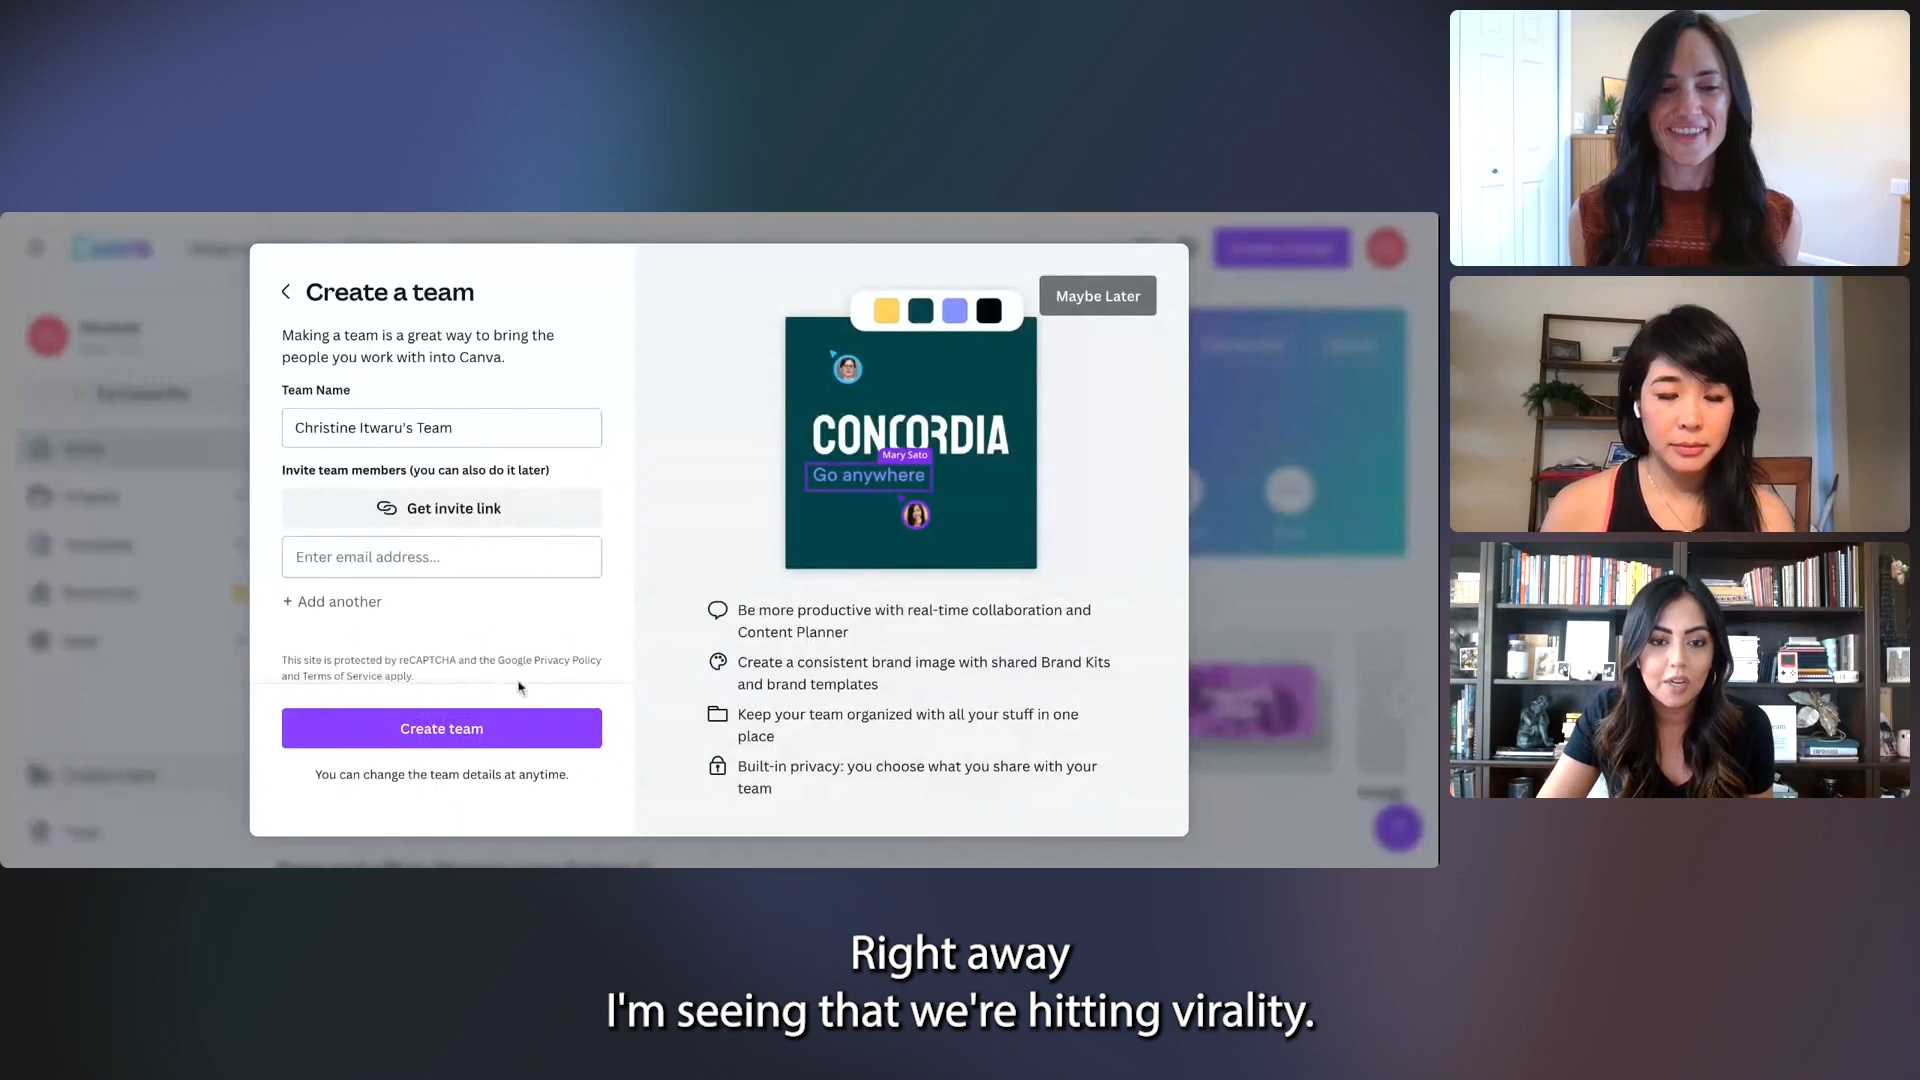 Create a team
Maybe Later
Making a team is a great way to bring the
people you work with into Canva.
Team Name
Christine Itwaru's Team
Invite team members (you can also do it later)
Get invite link
Enter email address...
+ Add another
This site is protected by reCAPTCHA and the Google Privacy Policy
and Terms of Service apply.
Create team
You can change the team details at anytime.
CONCORDIA
Mary Sato
Go anywhere
Be more productive with real-time collaboration and
Content Planner
Create a consistent brand image with shared Brand Kits
and brand templates
Keep your team organized with all your stuff in one
place
Built-in privacy: you choose what you share with your
team
Right away
I'm seeing that we're hitting virality.